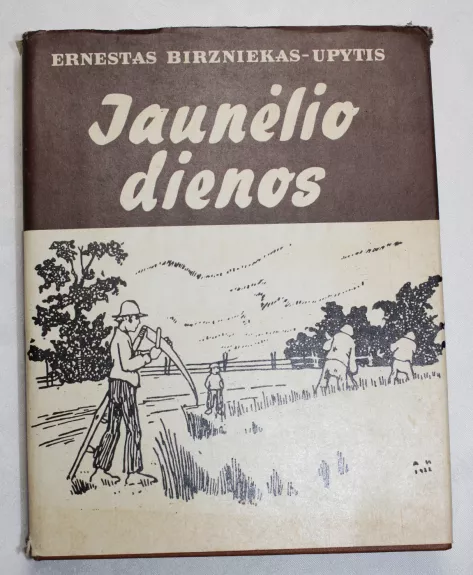 ERNESTAS BIRZNIEKAS-UPYTIS
Jaunėlio
dienos